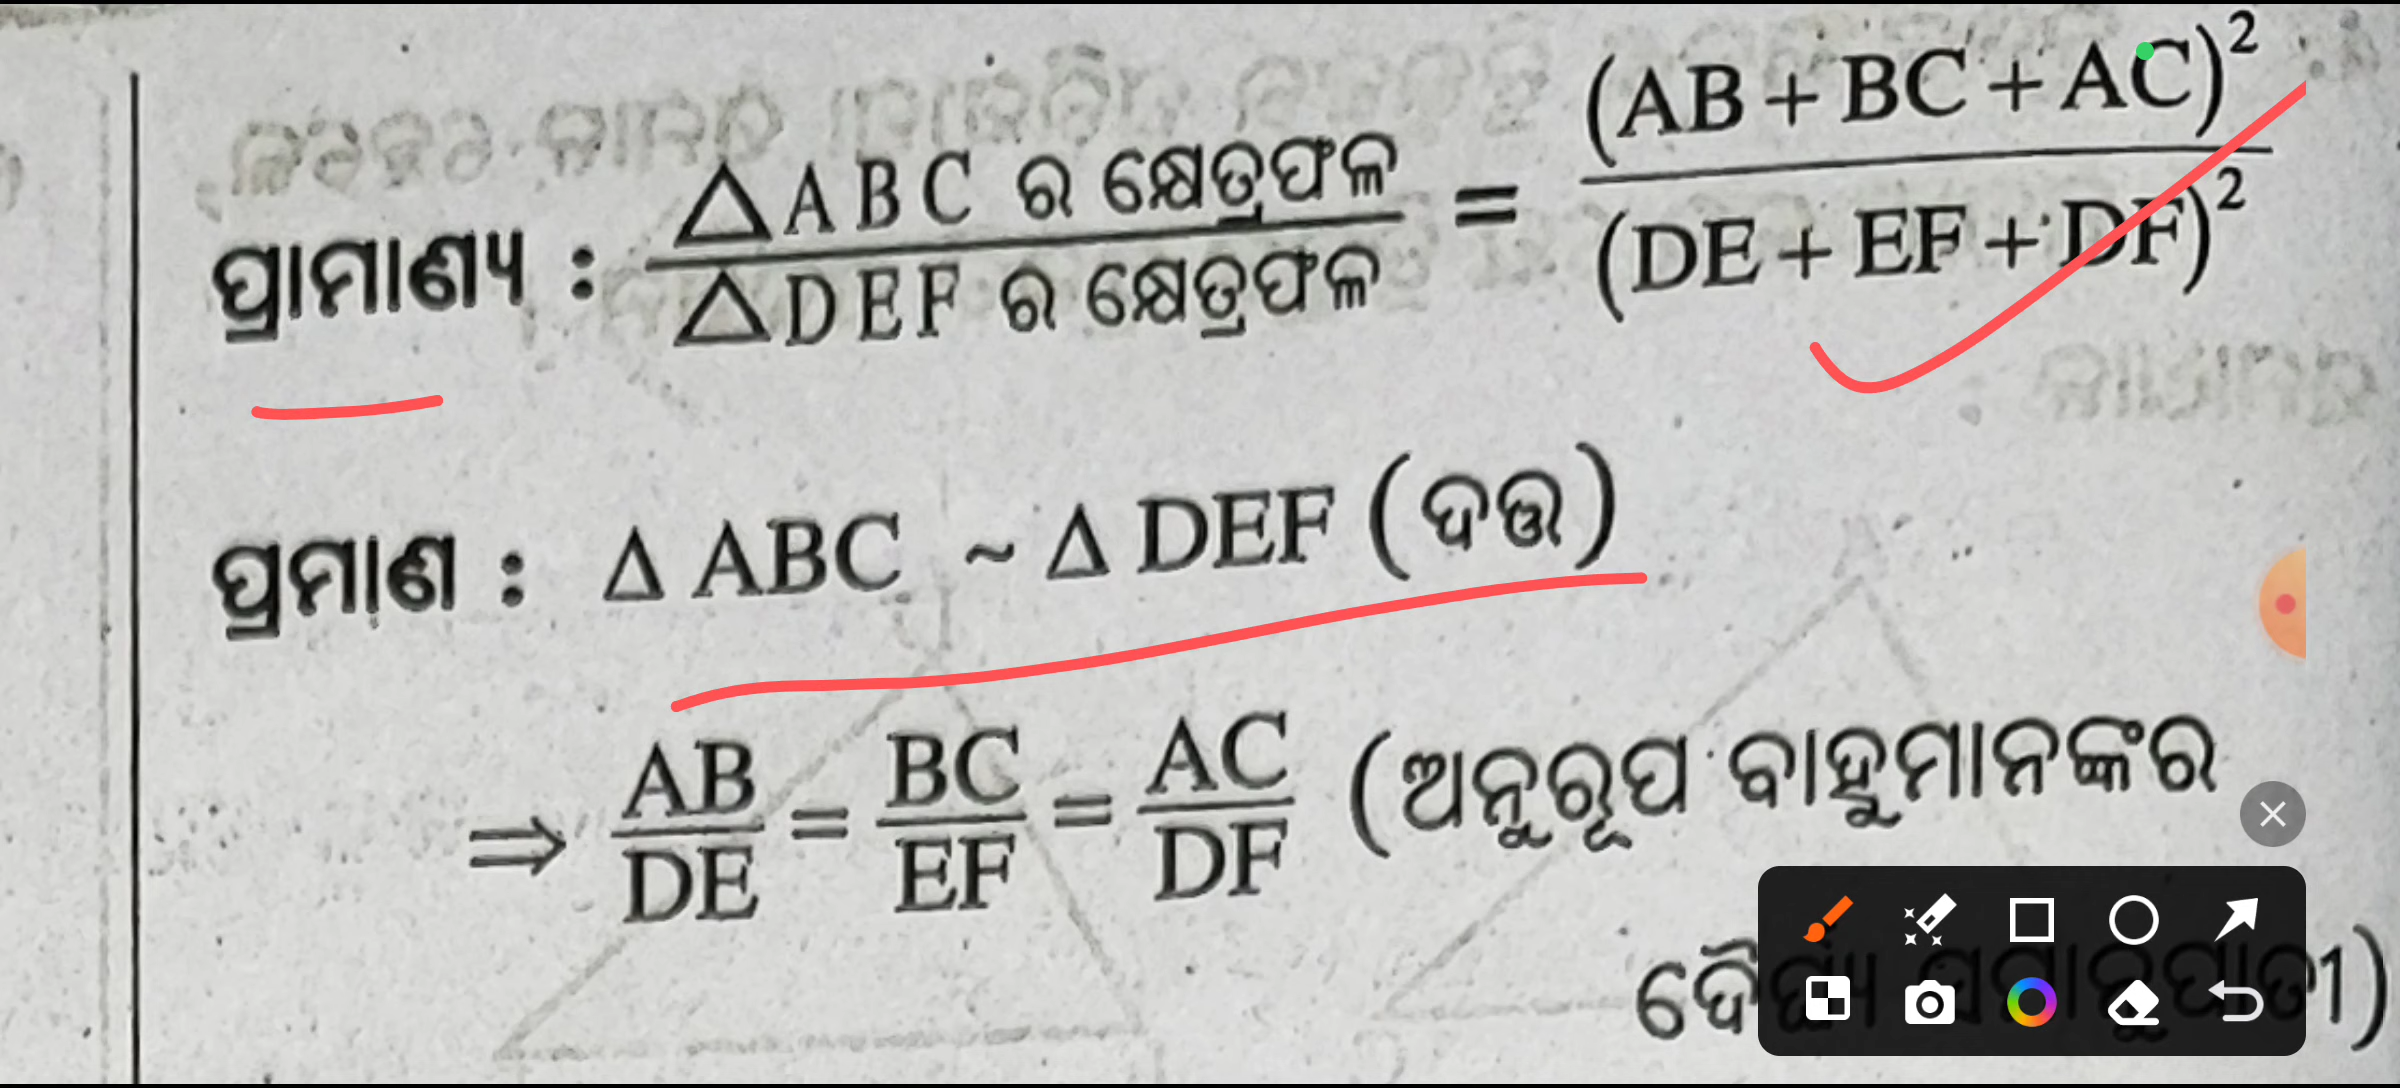 ପ୍ରାମାଣ୍ୟ : △ABC ର କ୍ଷେତ୍ରଫଳ / △DEF ର କ୍ଷେତ୍ରଫଳ = (AB + BC + AC)² / (DE + EF + DF)²
ପ୍ରମାଣ : Δ ABC ~ Δ DEF (ଦତ୍ତ)
⇒ AB/DE = BC/EF = AC/DF (ଅନୁରୂପ ବାହୁମାନଙ୍କର
ଦୈର୍ଘ୍ୟ ସମାନୁପାତୀ)